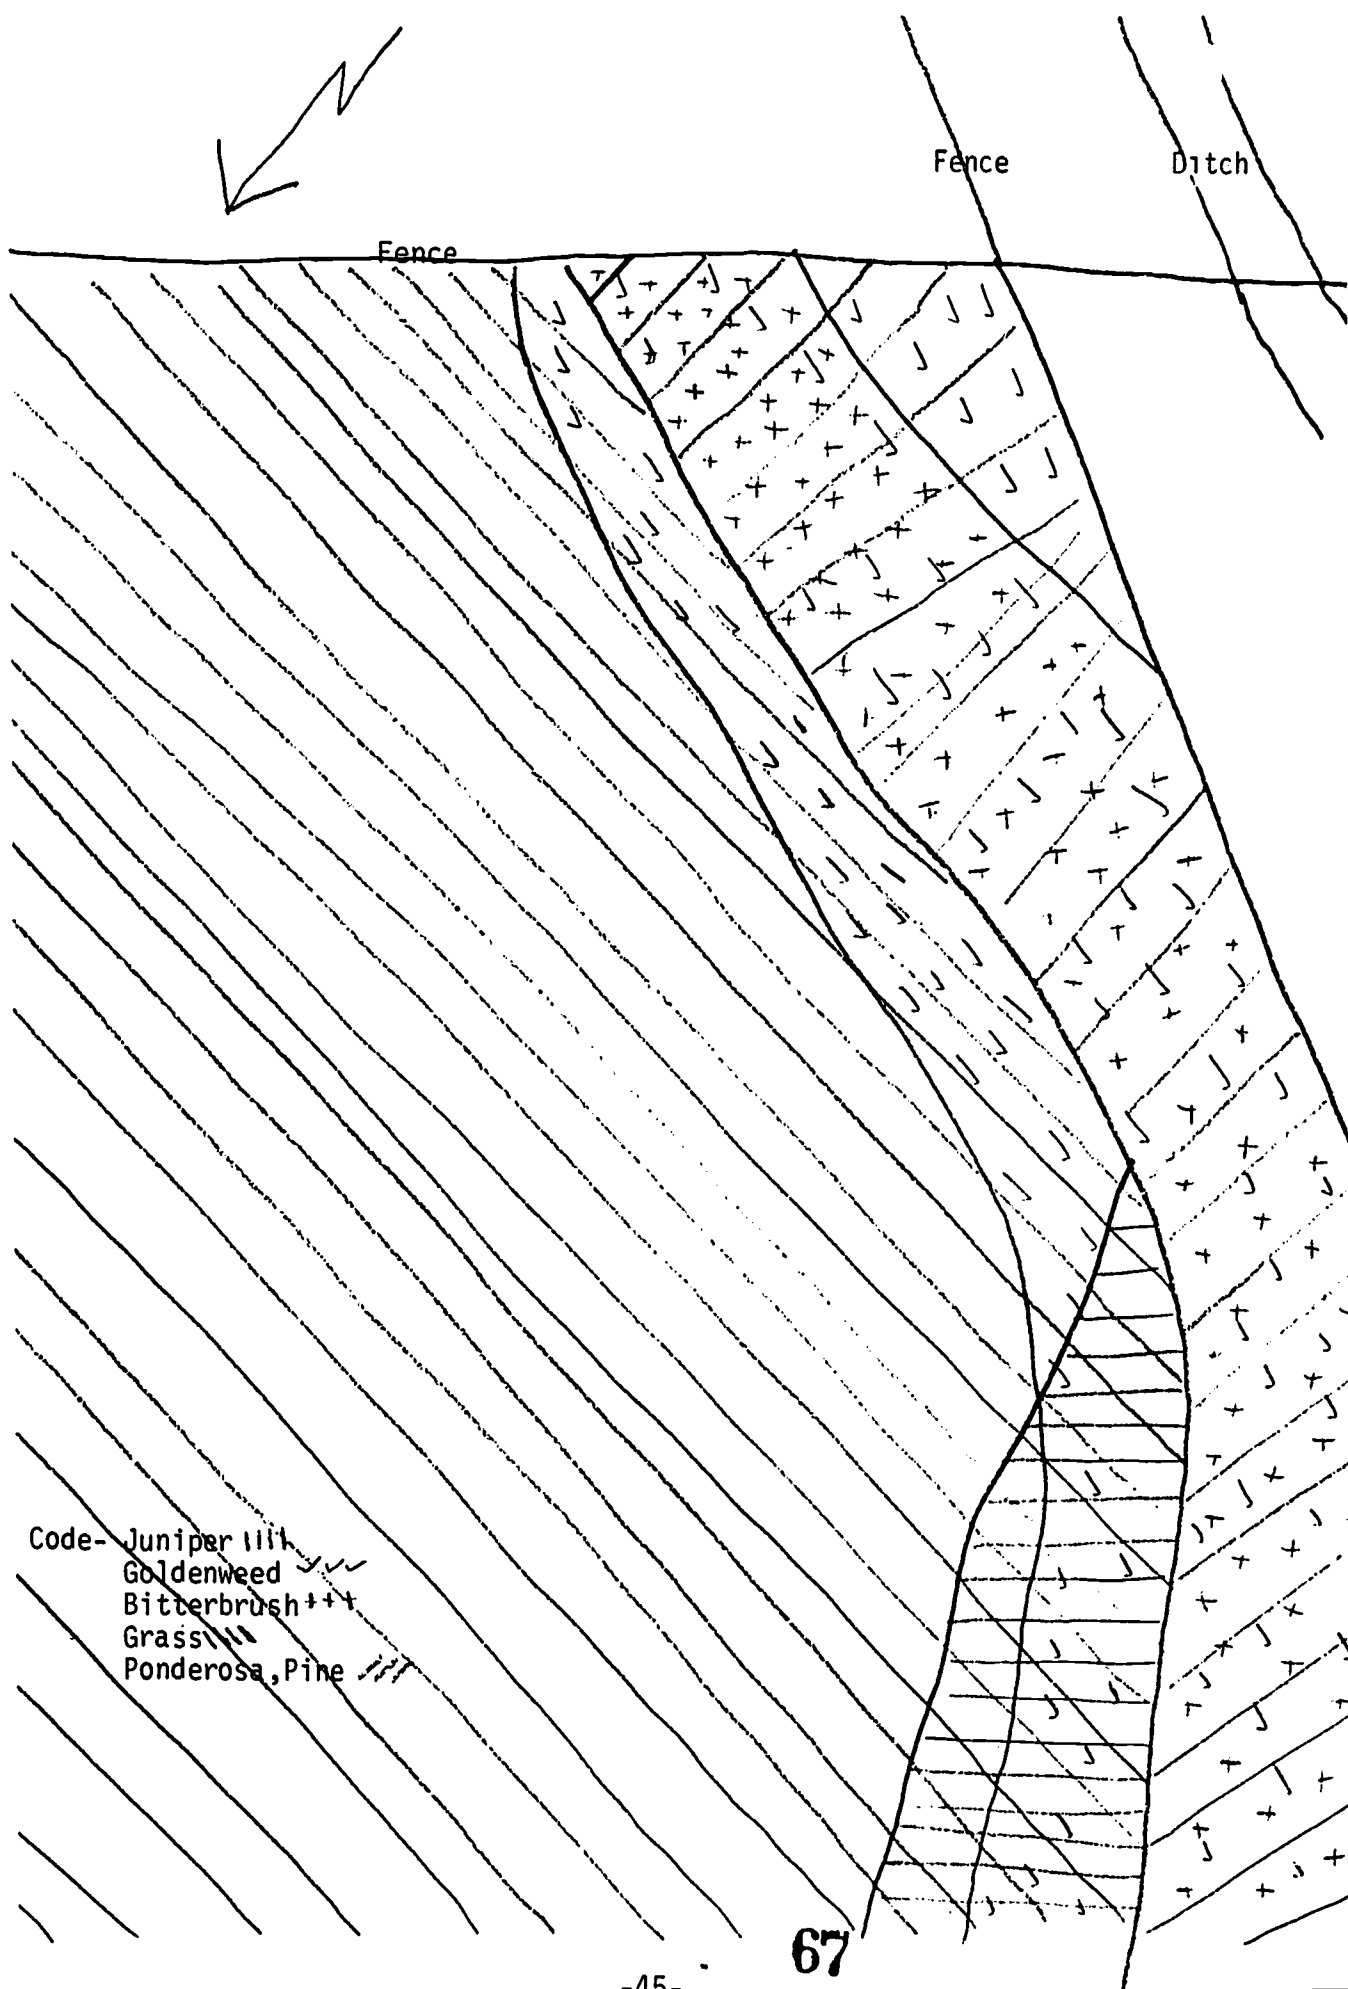 Fence
Ditch
Fence
Code- Juniper
Goldenweed
Bitterbrush+++
Grass
Ponderosa,Pine
67
-45-